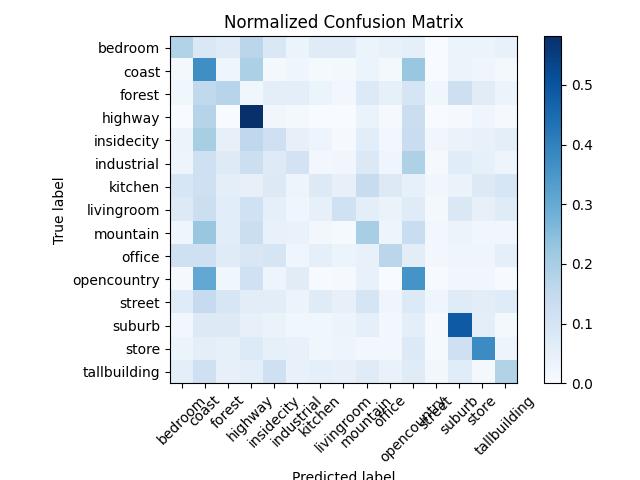 Normalized Confusion Matrix
bedroom
coast
forest
highway
insidecity
industrial
kitchen
livingroom
mountain
office
opencountry
street
suburb
store
tallbuilding
True label
bedroom
coast
forest
highway
insidecity
industrial
kitchen
livingroom
mountain
office
opencountry
street
suburb
store
tallbuilding
Predicted label
0.5
0.4
0.3
0.2
0.1
0.0